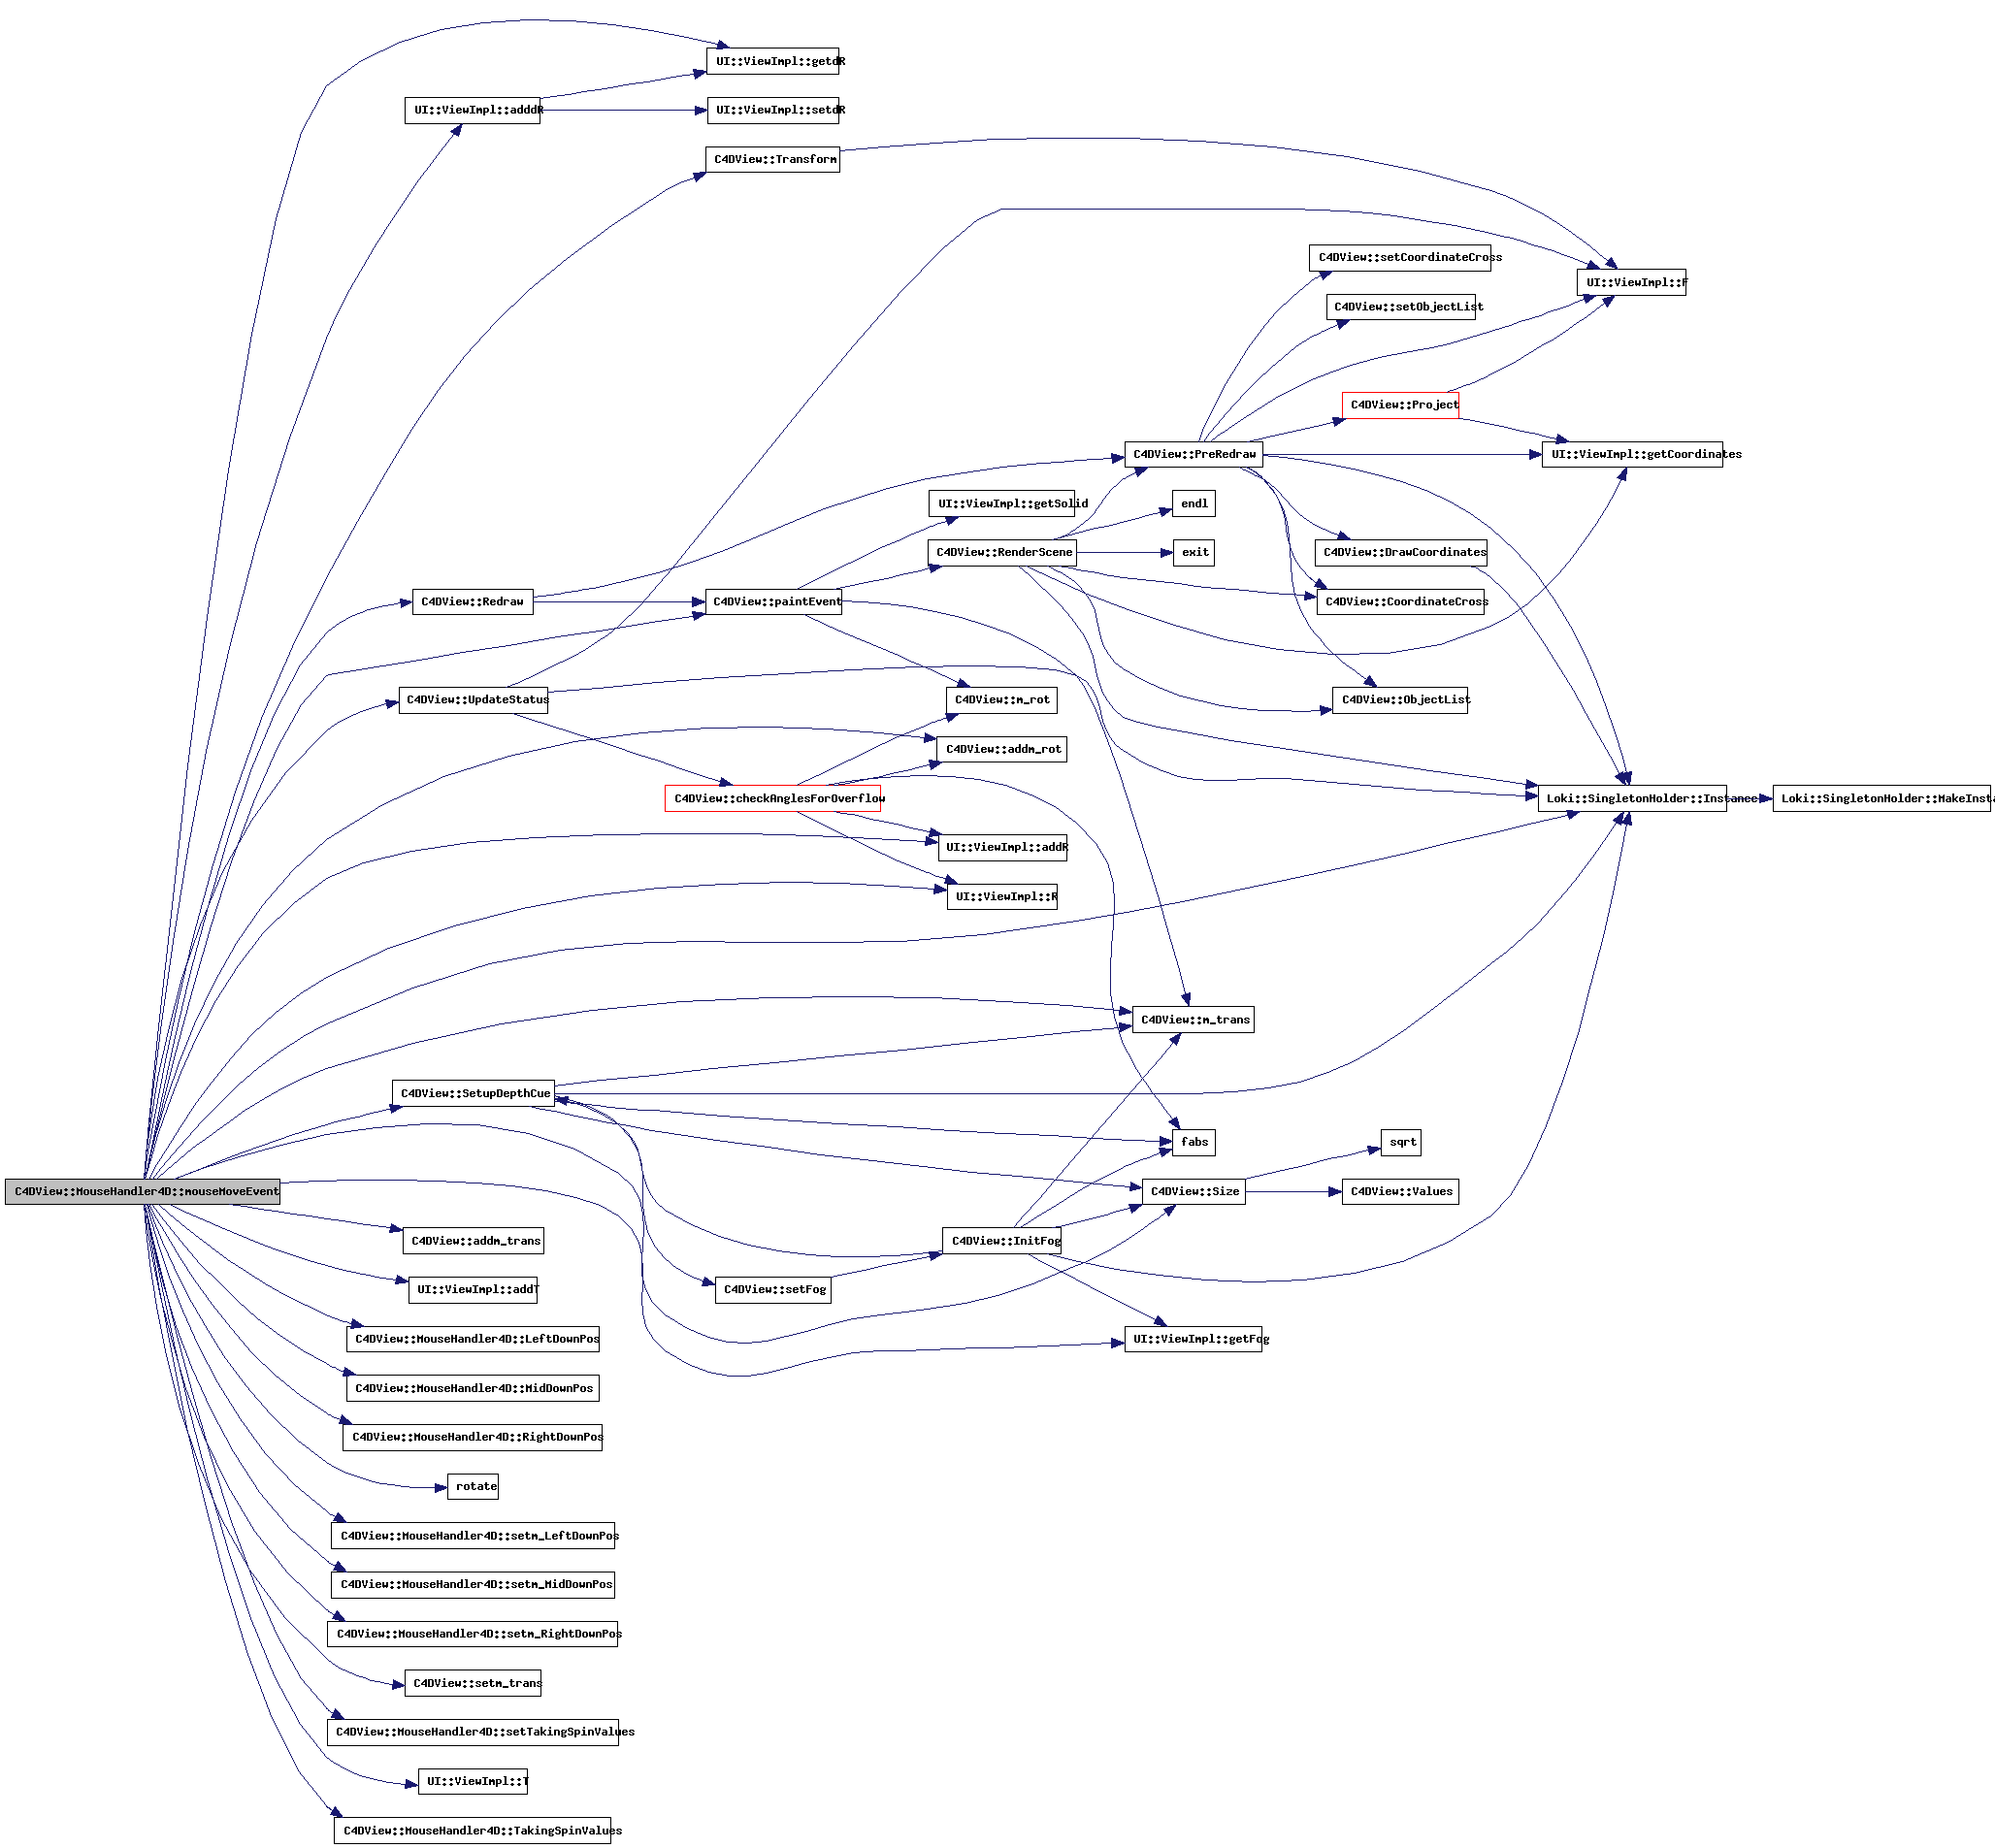 UI::ViewImpl::getdR
UI::ViewImpl::adddR
UI::ViewImpl::setdR
C4DView::Transform
C4DView::setCoordinateCross
UI::ViewImpl::F
C4DView::setObjectList
C4DView::Project
C4DView::PreRedraw
UI::ViewImpl::getCoordinates
UI::ViewImpl::getSolid
endl
C4DView::RenderScene
exit
C4DView::DrawCoordinates
C4DView::Redraw
C4DView::paintEvent
C4DView::CoordinateCross
C4DView::UpdateStatus
C4DView::m_rot
C4DView::ObjectList
C4DView::addm_rot
C4DView::checkAnglesForOverflow
Loki::SingletonHolder::Instance
Loki::SingletonHolder::MakeInsta
UI::ViewImpl::addR
UI::ViewImpl::R
C4DView::m_trans
C4DView::SetupDepthCue
fabs
sqrt
C4DView::MouseHandler4D::mouseMoveEvent
C4DView::Size
C4DView::Values
C4DView::addm_trans
C4DView::InitFog
UI::ViewImpl::addT
C4DView::setFog
C4DView::MouseHandler4D::LeftDownPos
UI::ViewImpl::getFog
C4DView::MouseHandler4D::MidDownPos
C4DView::MouseHandler4D::RightDownPos
rotate
C4DView::MouseHandler4D::setm_LeftDownPos
C4DView::MouseHandler4D::setm_MidDownPos
C4DView::MouseHandler4D::setm_RightDownPos
C4DView::setm_trans
C4DView::MouseHandler4D::setTakingSpinValues
UI::ViewImpl::T
C4DView::MouseHandler4D::TakingSpinValues